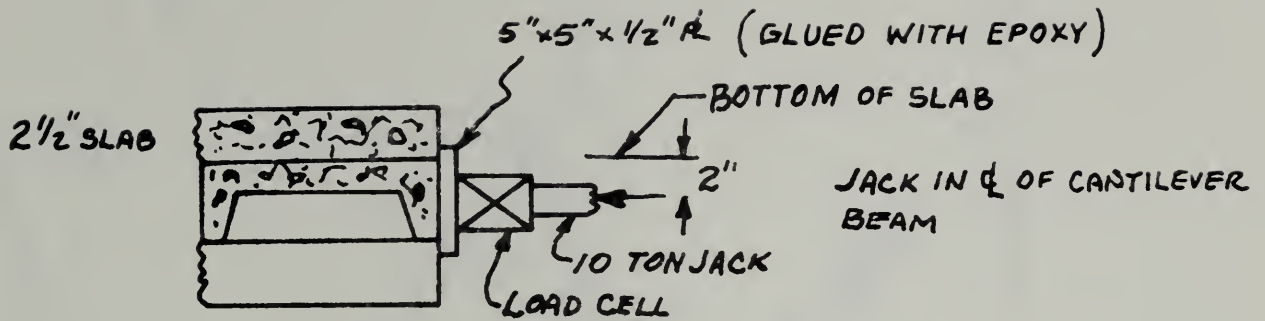 5"x5"x1/2" ⅊ (GLUED WITH EPOXY)
BOTTOM OF SLAB
2 1/2" SLAB
2"
JACK IN ℄ OF CANTILEVER
BEAM
10 TON JACK
LOAD CELL